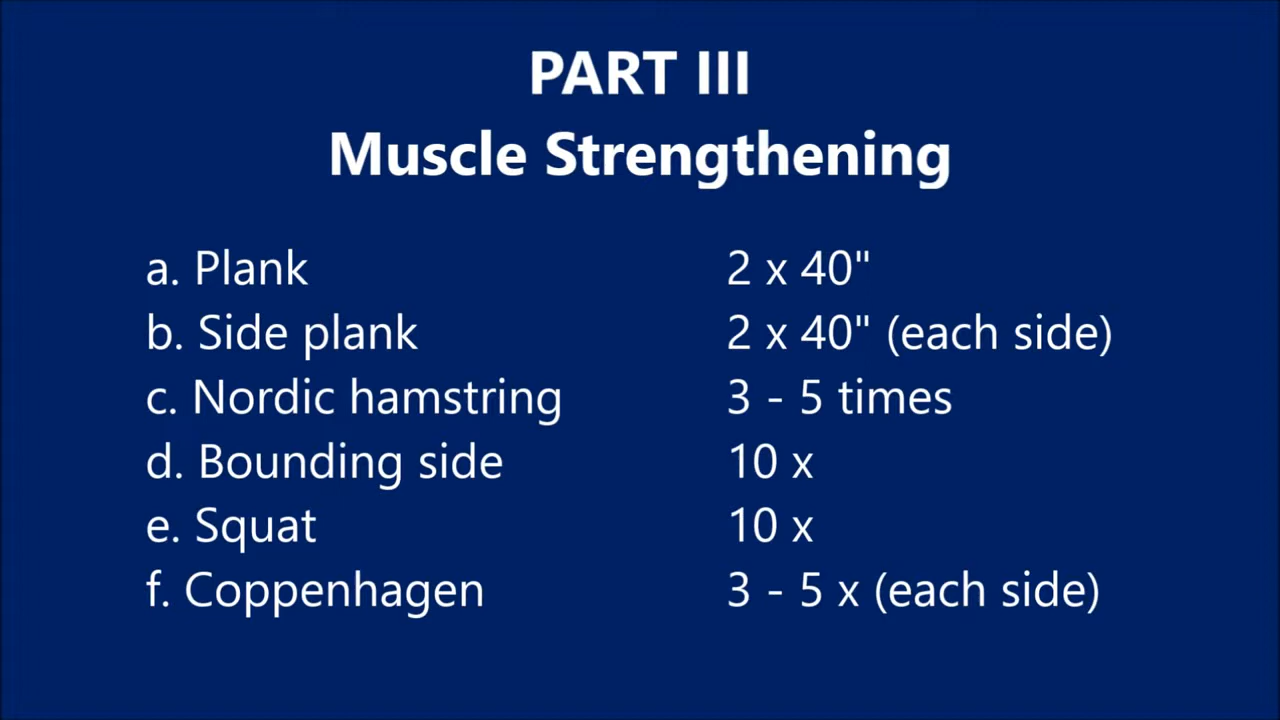 PART III
Muscle Strengthening
a. Plank 2 x 40"
b. Side plank 2 x 40" (each side)
c. Nordic hamstring 3 - 5 times
d. Bounding side 10 x
e. Squat 10 x
f. Coppenhagen 3 - 5 x (each side)